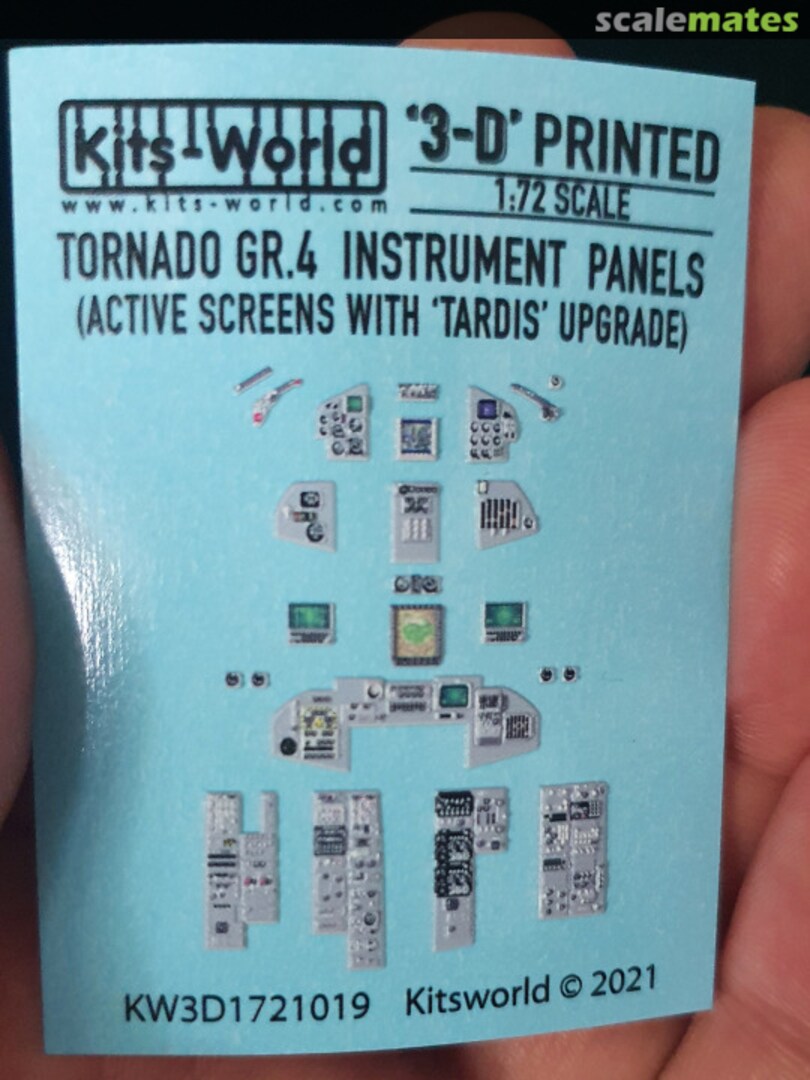 scalemates
Kits-World
'3-D' PRINTED
www.kits-world.com
1:72 SCALE
TORNADO GR.4 INSTRUMENT PANELS
(ACTIVE SCREENS WITH 'TARDIS' UPGRADE)
KW3D1721019 Kitsworld © 2021